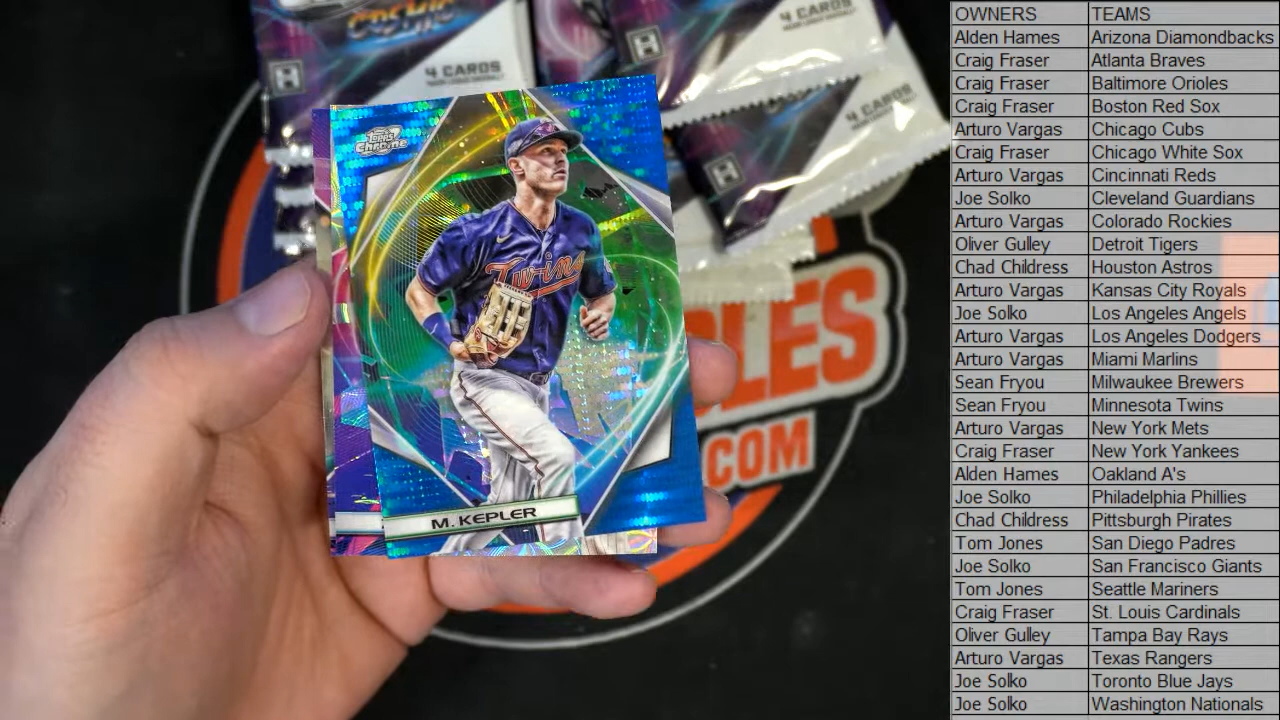 COSMIC
4 CARDS
4 CARDS
4 CARDS
H
H
H
Topps
Chrome
Twins
M. KEPLER
PLES
.COM
OWNERS TEAMS
Alden Hames Arizona Diamondbacks
Craig Fraser Atlanta Braves
Craig Fraser Baltimore Orioles
Craig Fraser Boston Red Sox
Arturo Vargas Chicago Cubs
Craig Fraser Chicago White Sox
Arturo Vargas Cincinnati Reds
Joe Solko Cleveland Guardians
Arturo Vargas Colorado Rockies
Oliver Gulley Detroit Tigers
Chad Childress Houston Astros
Arturo Vargas Kansas City Royals
Joe Solko Los Angeles Angels
Arturo Vargas Los Angeles Dodgers
Arturo Vargas Miami Marlins
Sean Fryou Milwaukee Brewers
Sean Fryou Minnesota Twins
Arturo Vargas New York Mets
Craig Fraser New York Yankees
Alden Hames Oakland A's
Joe Solko Philadelphia Phillies
Chad Childress Pittsburgh Pirates
Tom Jones San Diego Padres
Joe Solko San Francisco Giants
Tom Jones Seattle Mariners
Craig Fraser St. Louis Cardinals
Oliver Gulley Tampa Bay Rays
Arturo Vargas Texas Rangers
Joe Solko Toronto Blue Jays
Joe Solko Washington Nationals